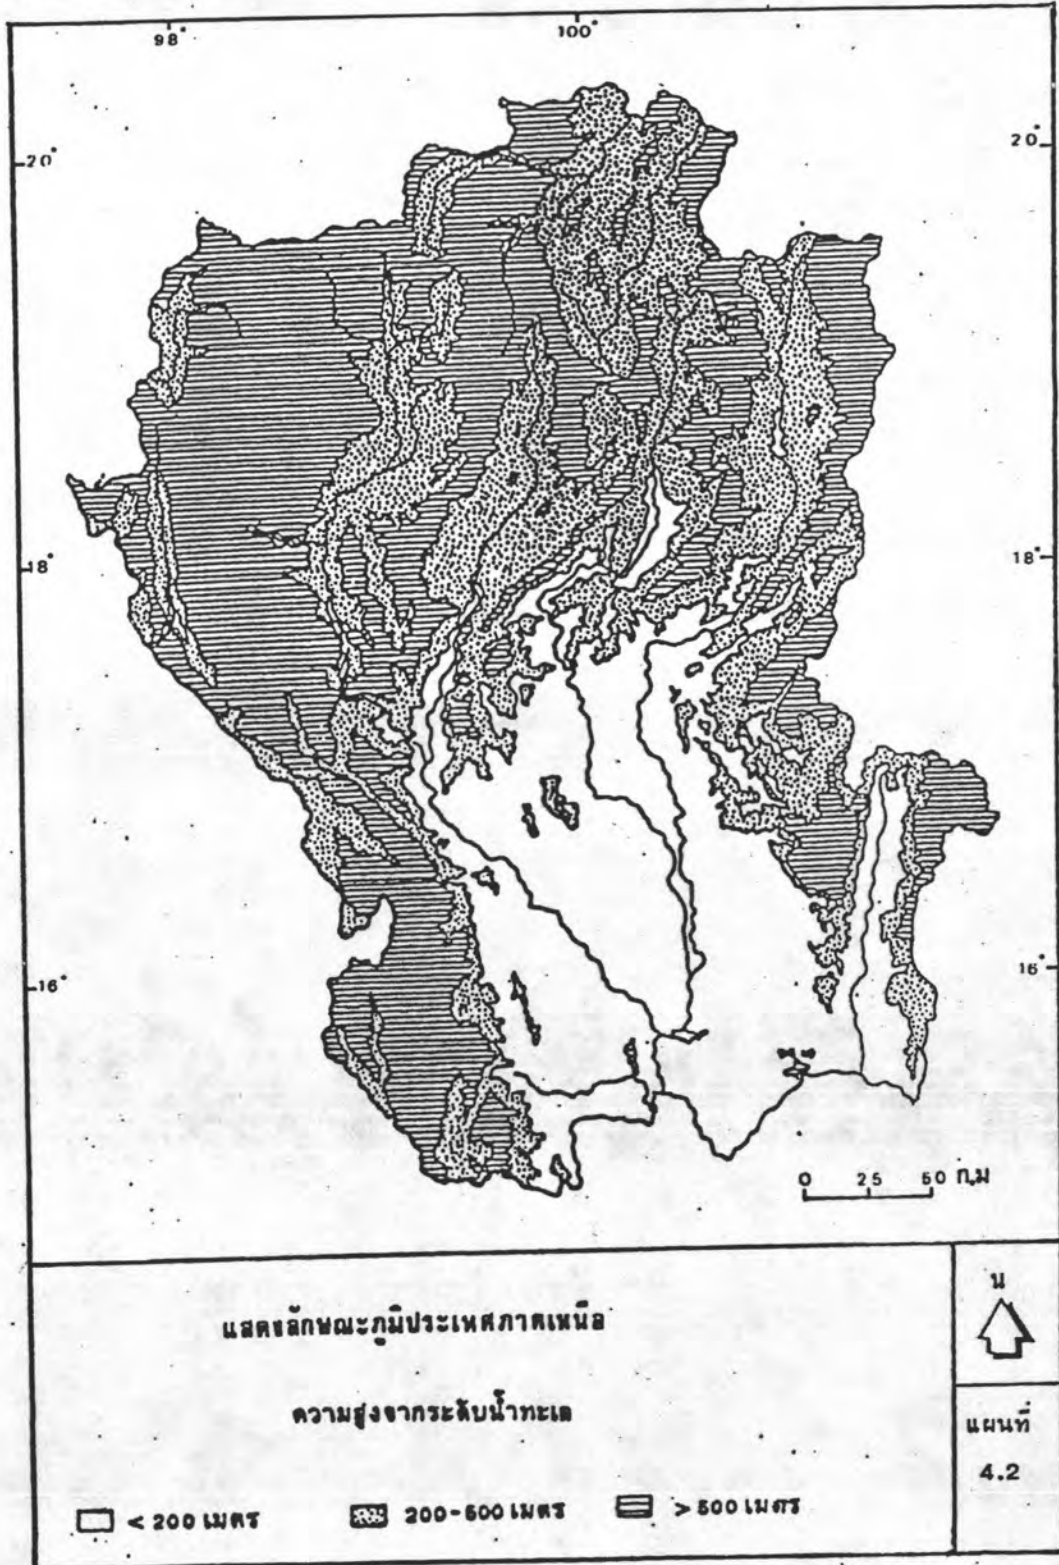 98°
100°
20°
20°
18°
18°
16°
16°
0 25 50 ก.ม
แสดงลักษณะภูมิประเทศภาคเหนือ
ความสูงจากระดับน้ำทะเล
< 200 เมตร
200-500 เมตร
> 500 เมตร
น
แผนที่
4.2